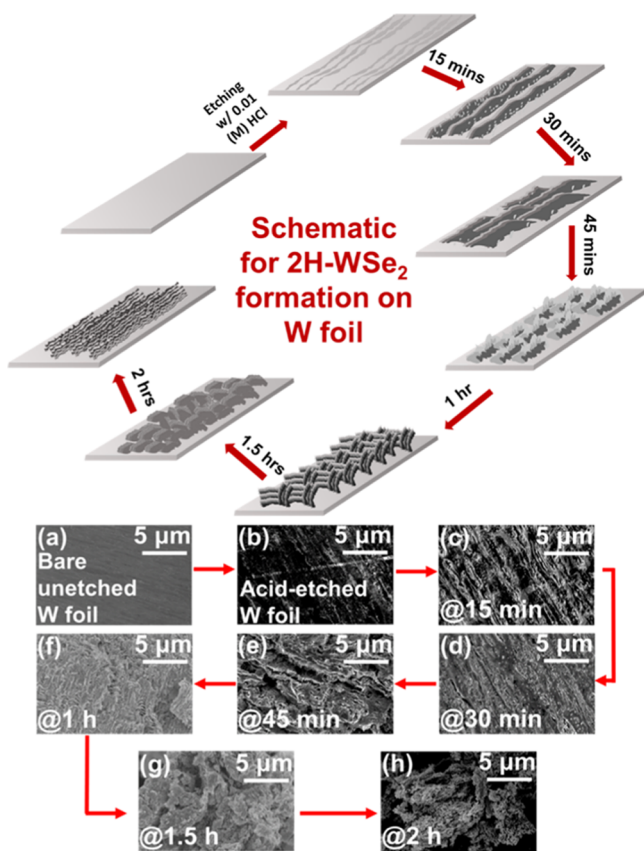 Etching
w/ 0.01
(M) HCl
15 mins
30 mins
45 mins
1 hr
1.5 hrs
2 hrs
Schematic
for 2H-WSe₂
formation on
W foil
(a) 5 µm
Bare
unetched
W foil
(b) 5 µm
Acid-etched
W foil
(c) 5 µm
@15 min
(f) 5 µm
@1 h
(e) 5 µm
@45 min
(d) 5 µm
@30 min
(g) 5 µm
@1.5 h
(h) 5 µm
@2 h